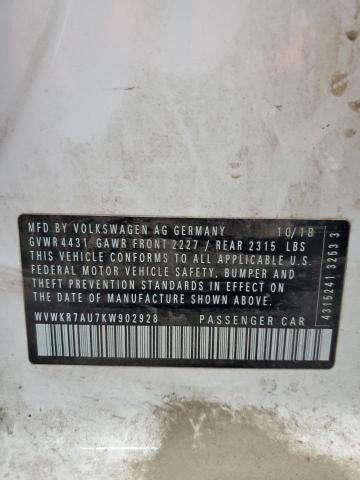 MFD BY VOLKSWAGEN AG GERMANY 10/18
GVWR 4431 GAWR FRONT 2227 / REAR 2315 LBS
THIS VEHICLE CONFORMS TO ALL APPLICABLE U.S.
FEDERAL MOTOR VEHICLE SAFETY, BUMPER AND
THEFT PREVENTION STANDARDS IN EFFECT ON THE
DATE OF MANUFACTURE SHOWN ABOVE.
WVWKR7AU7KW902928 PASSENGER CAR
4315241 3253 3